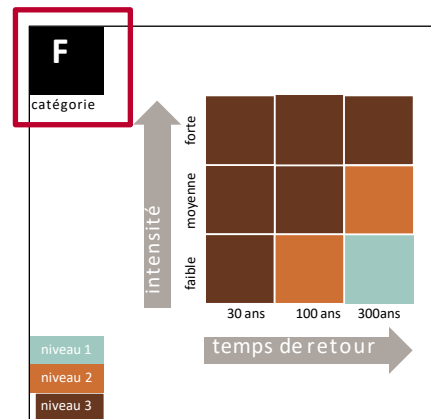 F
catégorie
forte
moyenne
faible
intensité
30 ans 100 ans 300ans
temps de retour
niveau 1
niveau 2
niveau 3